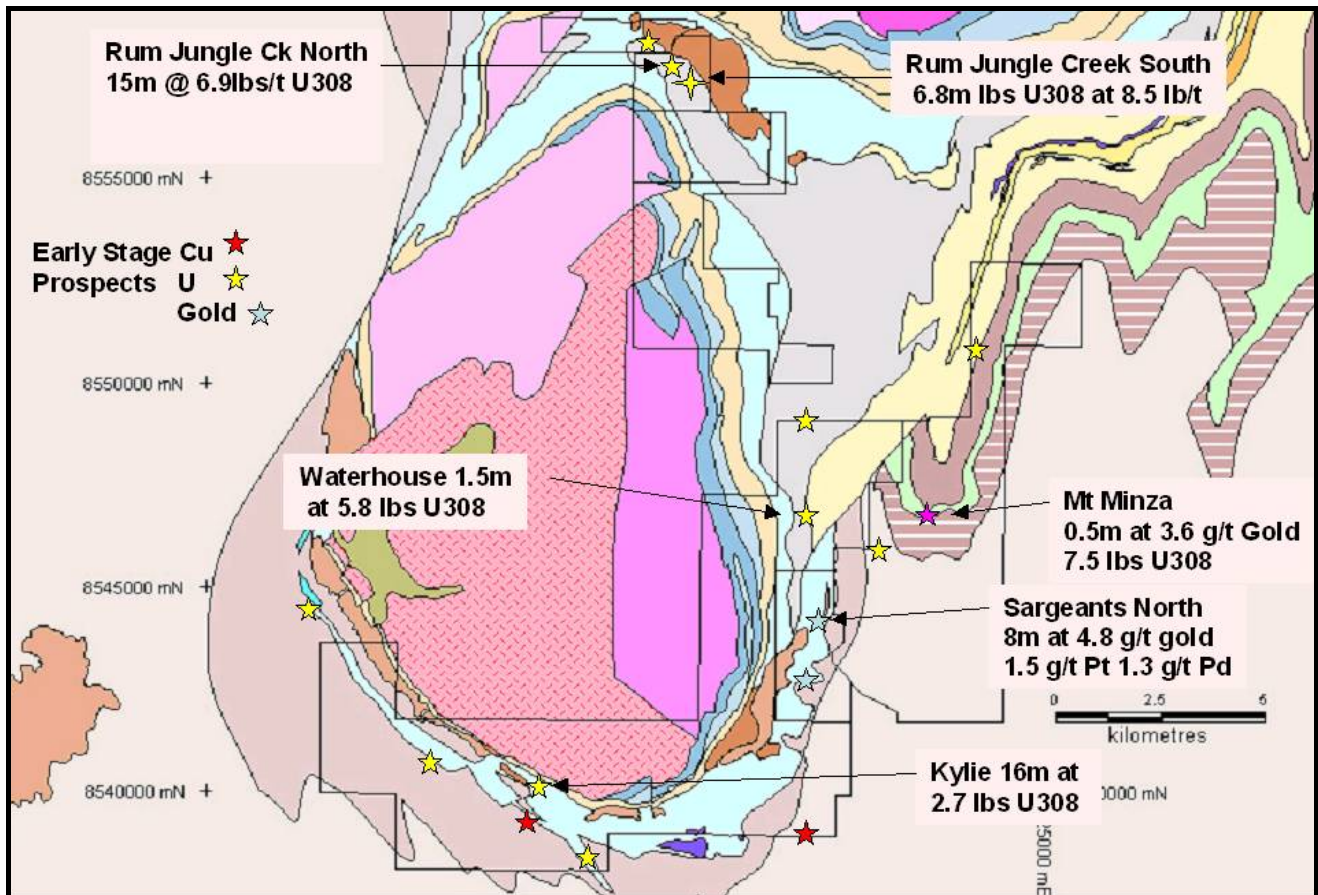 Rum Jungle Ck North
15m @ 6.9lbs/t U308
Rum Jungle Creek South
6.8m lbs U308 at 8.5 lb/t
8555000 mN
Early Stage Cu
Prospects U
Gold
8550000 mN
Waterhouse 1.5m
at 5.8 lbs U308
Mt Minza
0.5m at 3.6 g/t Gold
7.5 lbs U308
8545000 mN
Sargeants North
8m at 4.8 g/t gold
1.5 g/t Pt 1.3 g/t Pd
0 2.5 5
kilometres
Kylie 16m at
2.7 lbs U308
8540000 mN
0000 mN
5000 mE